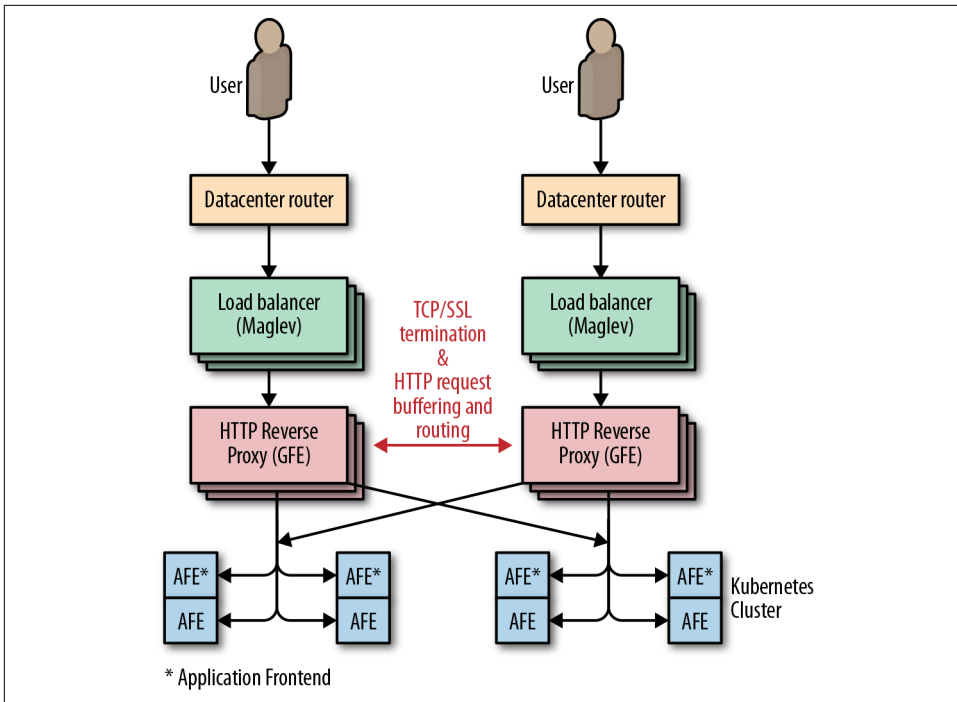 User
User
Datacenter router
Datacenter router
Load balancer
(Maglev)
TCP/SSL
termination
&
HTTP request
buffering and
routing
Load balancer
(Maglev)
HTTP Reverse
Proxy (GFE)
HTTP Reverse
Proxy (GFE)
AFE*
AFE*
AFE*
AFE*
AFE
AFE
AFE
AFE
Kubernetes
Cluster
* Application Frontend